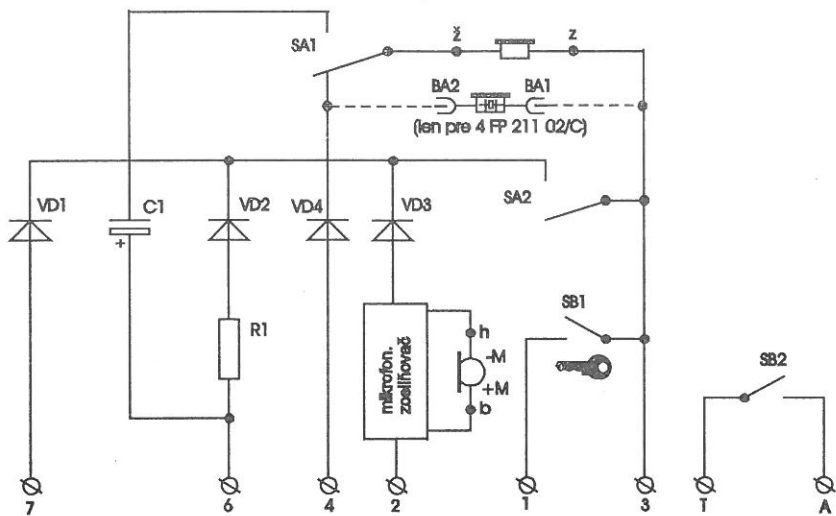 SA1
ž
z
BA2
BA1
(len pre 4 FP 211 02/C)
VD1
C1
VD2
VD4
VD3
SA2
+
R1
mikrofon.
zosilňovač
h
-M
+M
b
SB1
SB2
7
6
4
2
1
3
T
A